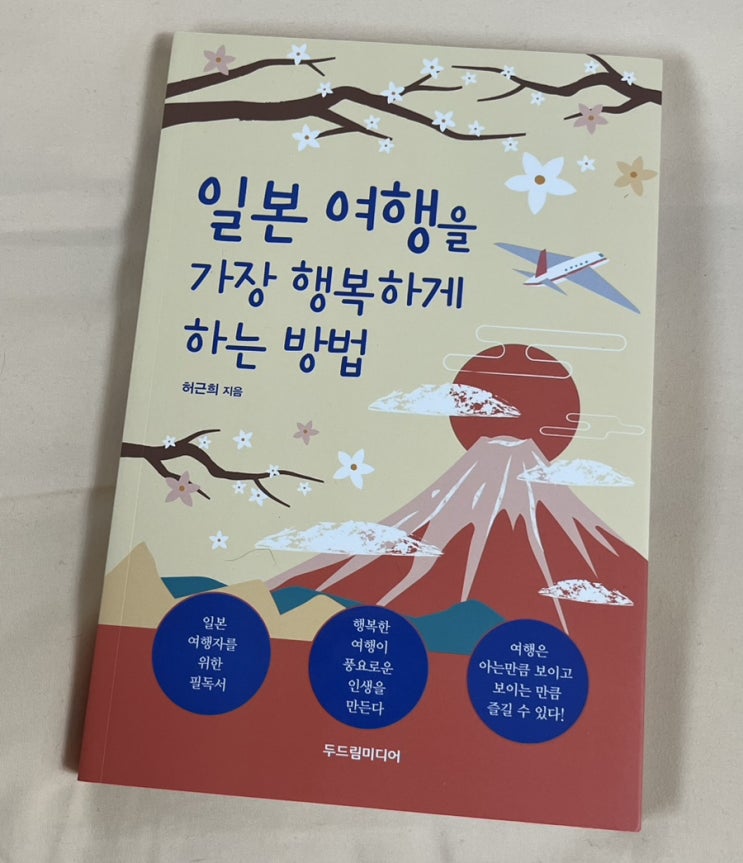 일본 여행을
가장 행복하게
하는 방법
허근희 지음
일본
여행자를
위한
필독서
행복한
여행이
풍요로운
인생을
만든다
여행은
아는만큼 보이고
보이는 만큼
즐길 수 있다!
두드림미디어